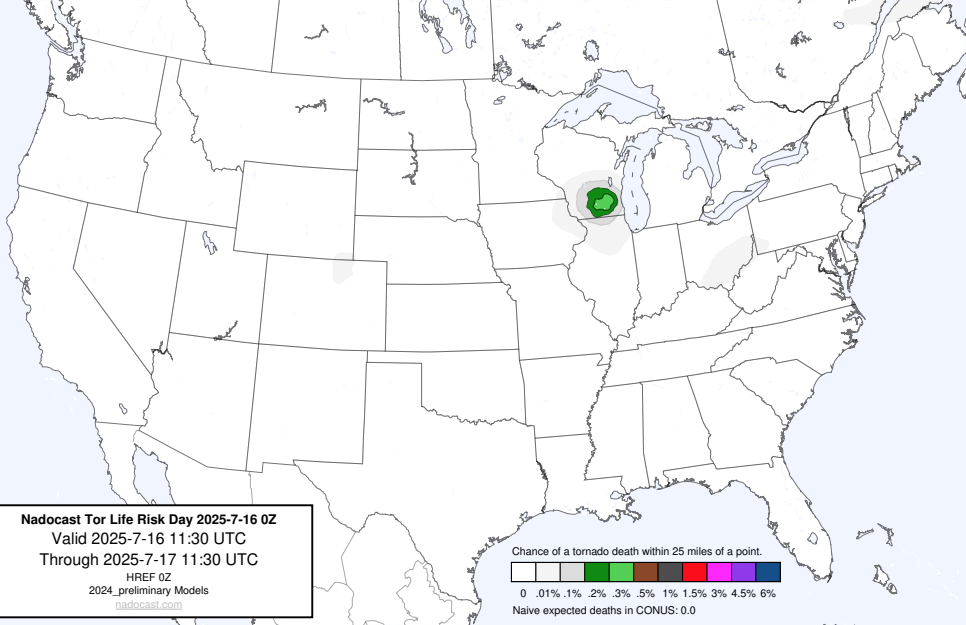 Nadocast Tor Life Risk Day 2025-7-16 0Z
Valid 2025-7-16 11:30 UTC
Through 2025-7-17 11:30 UTC
HREF 0Z
2024_preliminary Models
nadocast.com
Chance of a tornado death within 25 miles of a point.
0 .01% .1% .2% .3% .5% 1% 1.5% 3% 4.5% 6%
Naive expected deaths in CONUS: 0.0